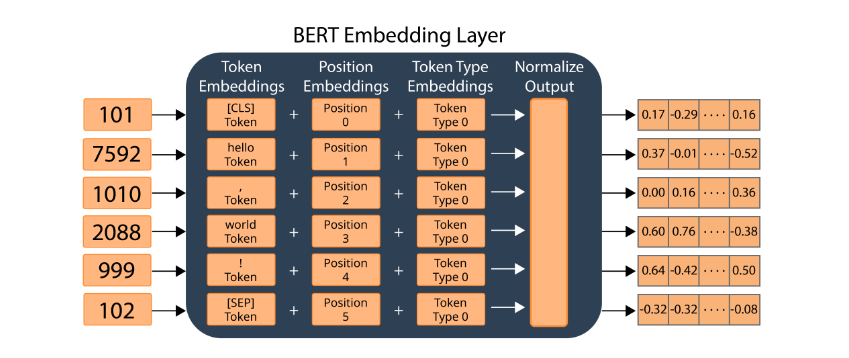 BERT Embedding Layer
Token Embeddings
Position Embeddings
Token Type Embeddings
Normalize Output
101
[CLS] Token
+
Position 0
+
Token Type 0
0.17 -0.29 ···· 0.16
7592
hello Token
+
Position 1
+
Token Type 0
0.37 -0.01 ···· -0.52
1010
, Token
+
Position 2
+
Token Type 0
0.00 0.16 ···· 0.36
2088
world Token
+
Position 3
+
Token Type 0
0.60 0.76 ···· -0.38
999
! Token
+
Position 4
+
Token Type 0
0.64 -0.42 ···· 0.50
102
[SEP] Token
+
Position 5
+
Token Type 0
-0.32 -0.32 ···· -0.08